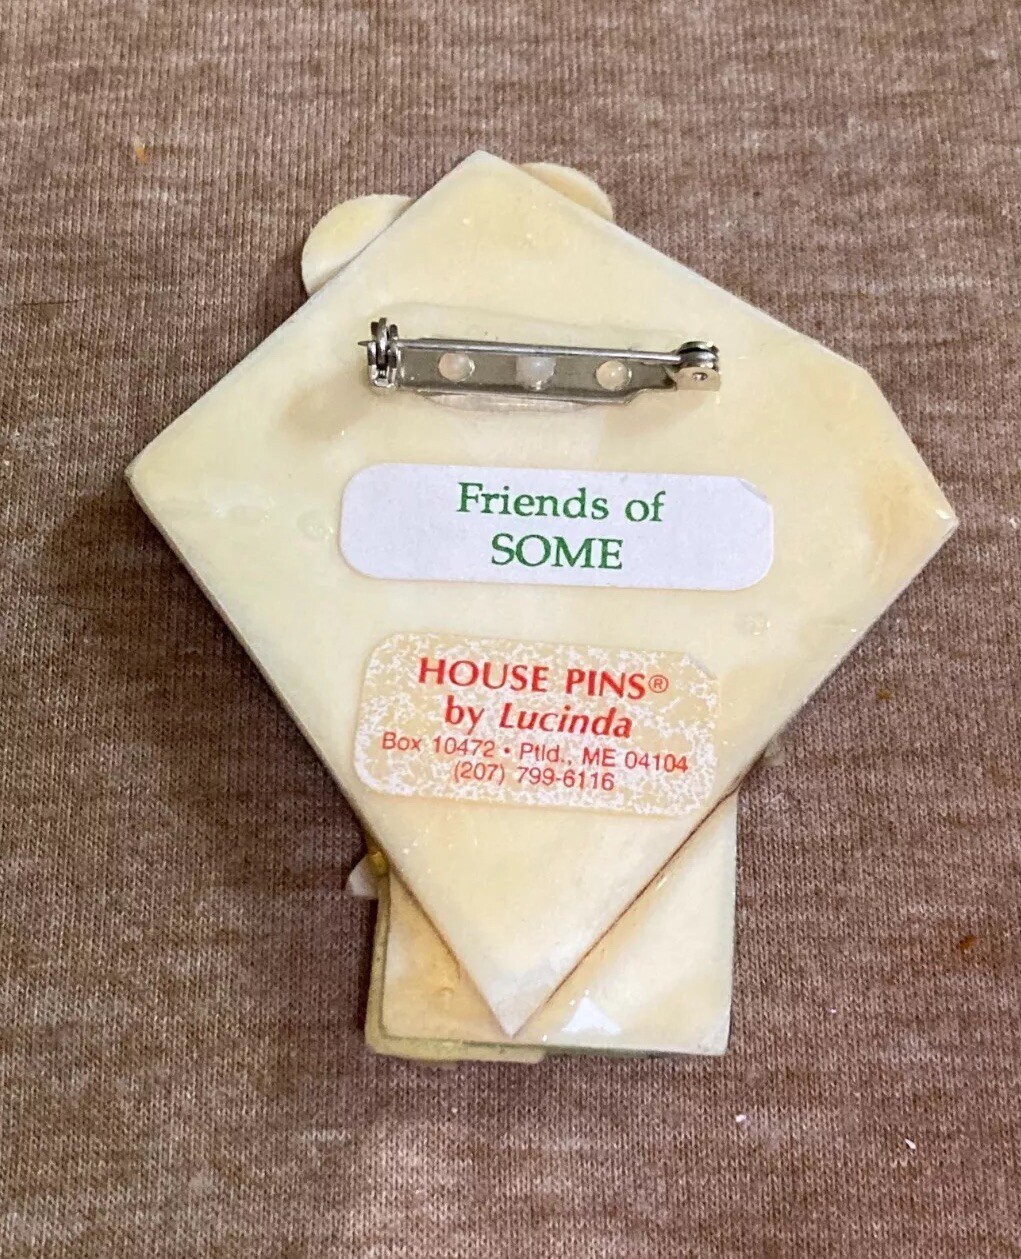 Friends of
SOME
HOUSE PINS®
by Lucinda
Box 10472 • Ptld., ME 04104
(207) 799-6116